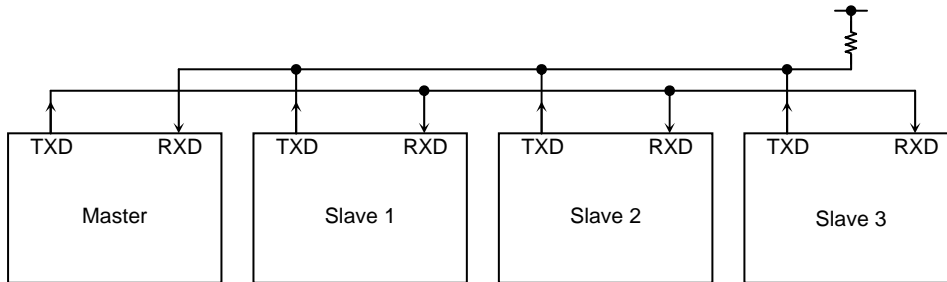 TXD RXD TXD RXD TXD RXD TXD RXD
Master Slave 1 Slave 2 Slave 3